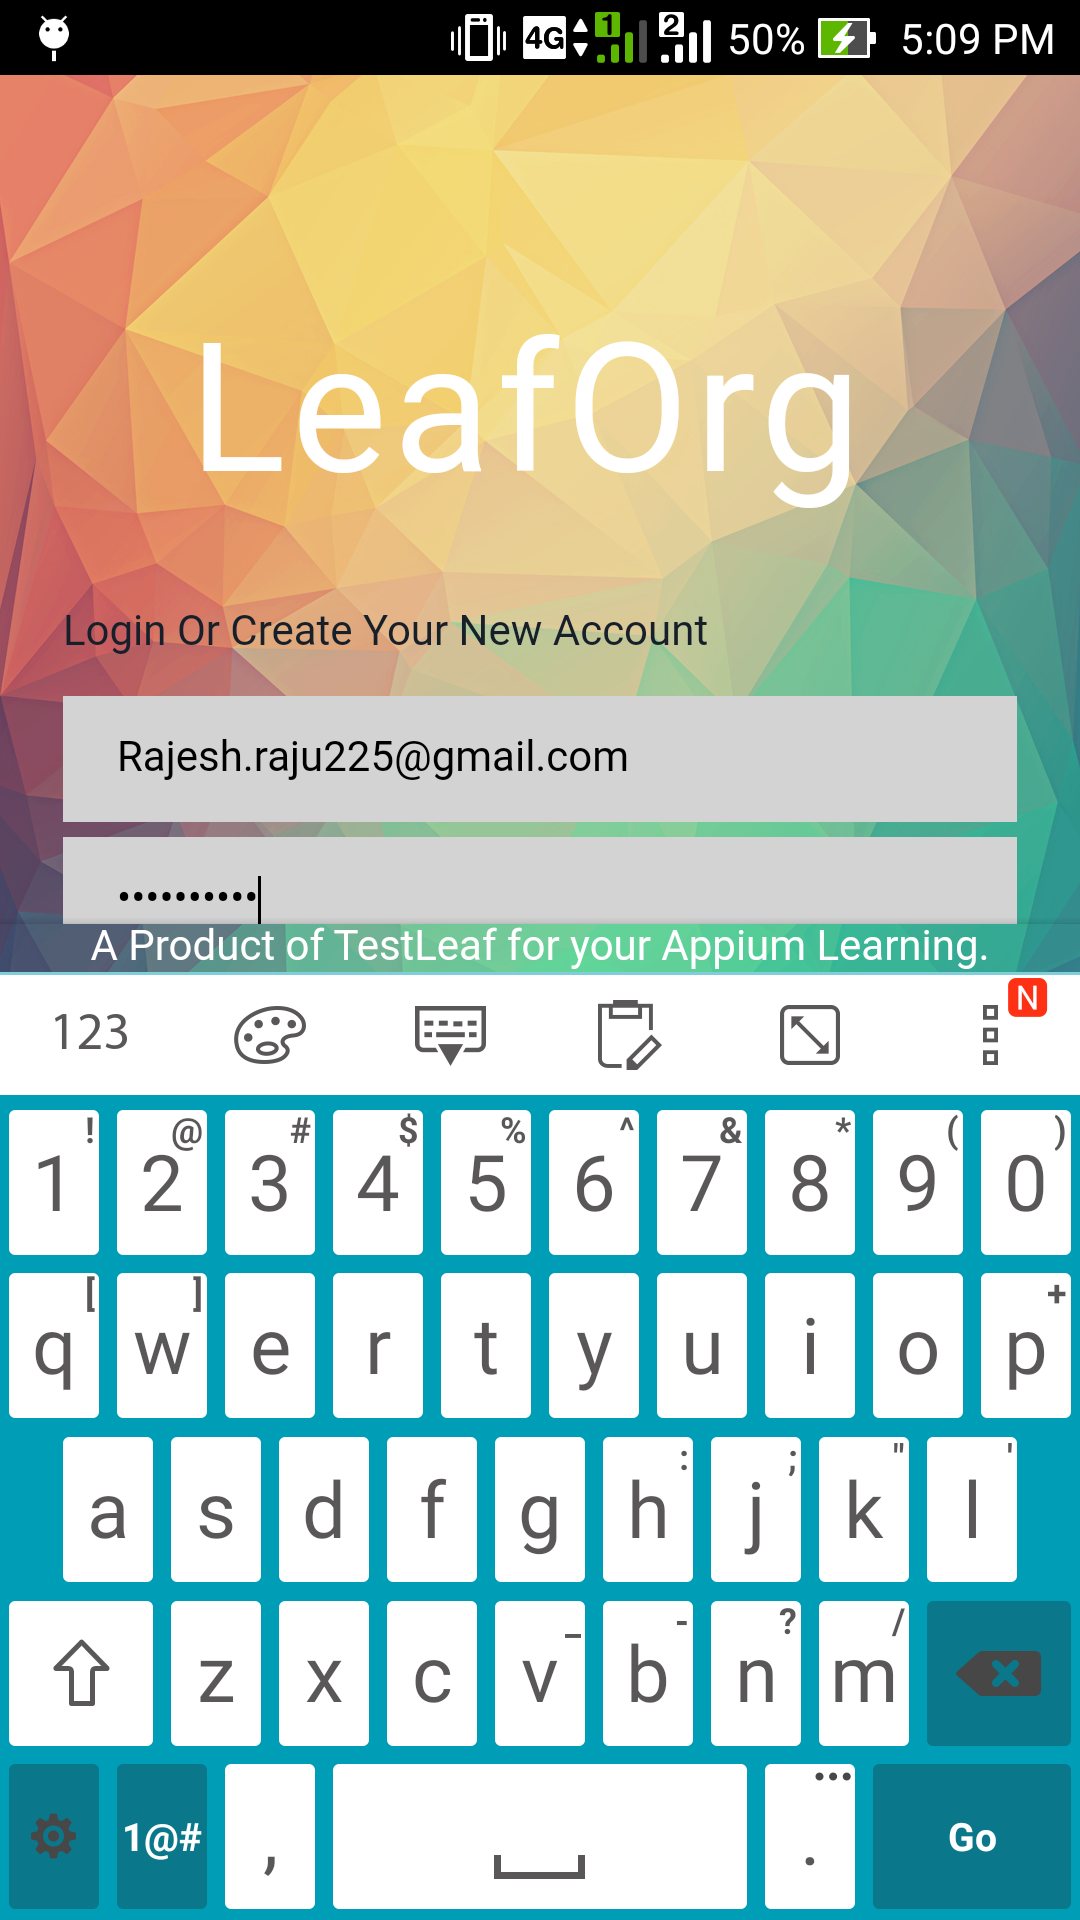 4G 1 2 50% 5:09 PM
LeafOrg
Login Or Create Your New Account
Rajesh.raju225@gmail.com
••••••••••
A Product of TestLeaf for your Appium Learning.
123 N
! @ # $ % ^ & * ( )
1 2 3 4 5 6 7 8 9 0
[ ] +
q w e r t y u i o p
: ; " '
a s d f g h j k l
_ - ? /
z x c v b n m
•••
1@# , . Go